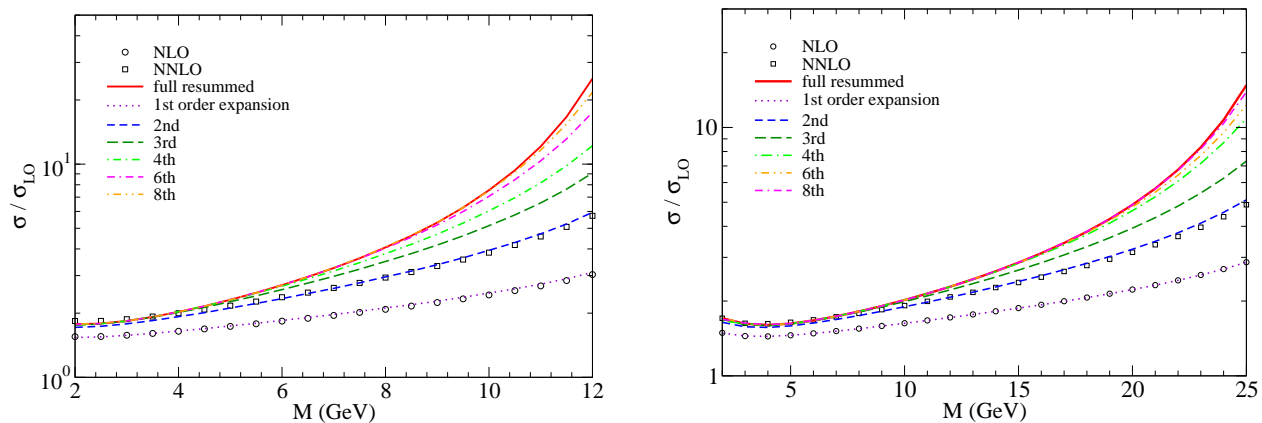 NLO
NNLO
full resummed
1st order expansion
2nd
3rd
4th
6th
8th
10^1
10^0
σ / σ_LO
2 4 6 8 10 12
M (GeV)
NLO
NNLO
full resummed
1st order expansion
2nd
3rd
4th
6th
8th
10
1
σ / σ_LO
5 10 15 20 25
M (GeV)